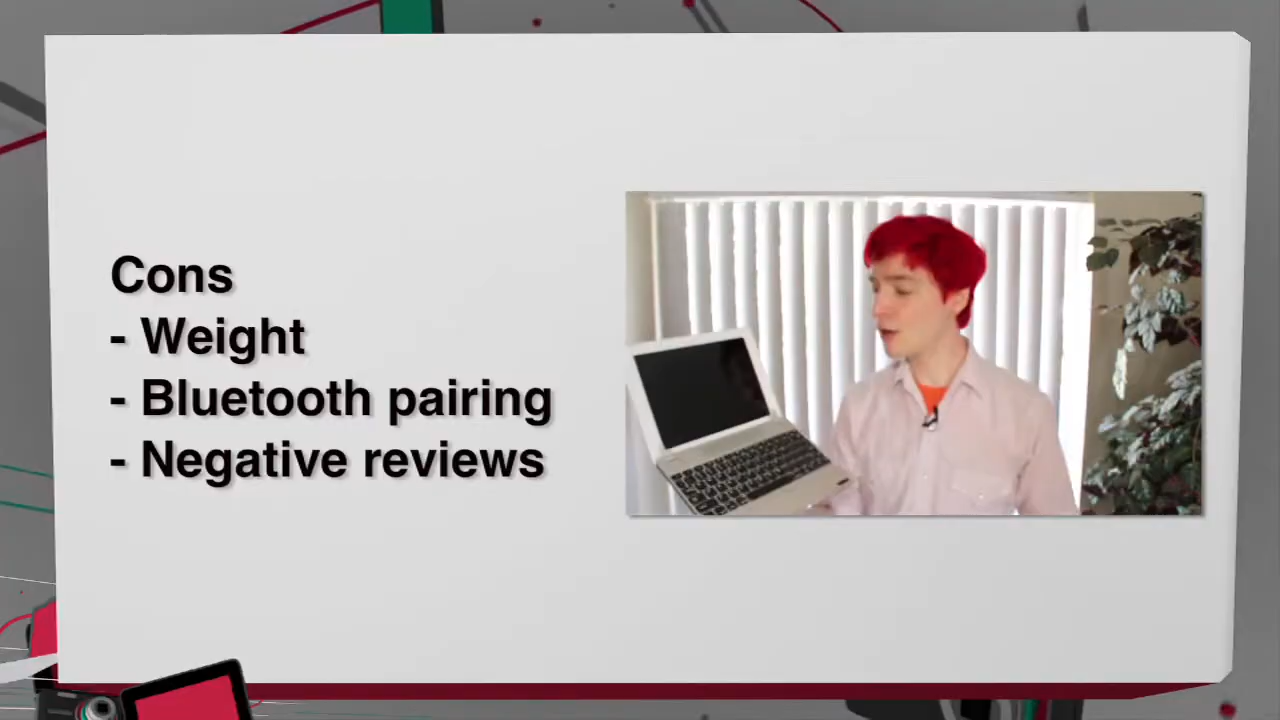 Cons
- Weight
- Bluetooth pairing
- Negative reviews